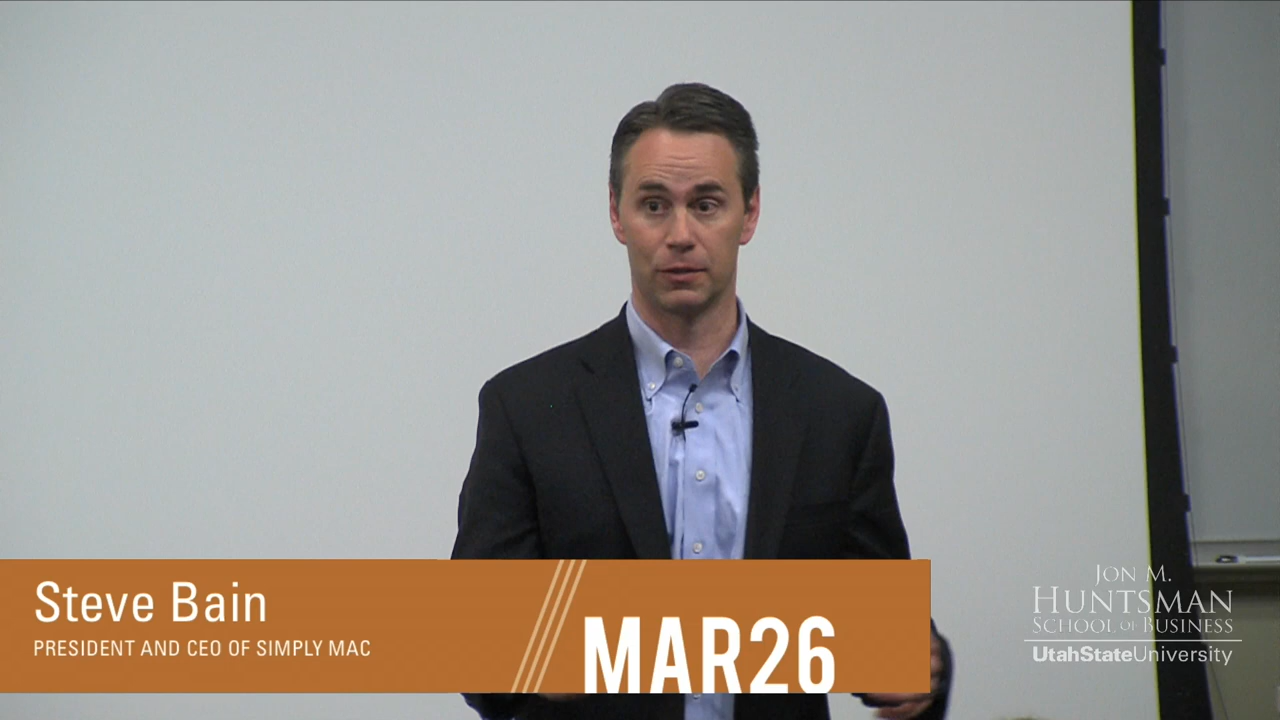 Steve Bain
PRESIDENT AND CEO OF SIMPLY MAC
MAR26
JON M.
HUNTSMAN
SCHOOL OF BUSINESS
UtahStateUniversity